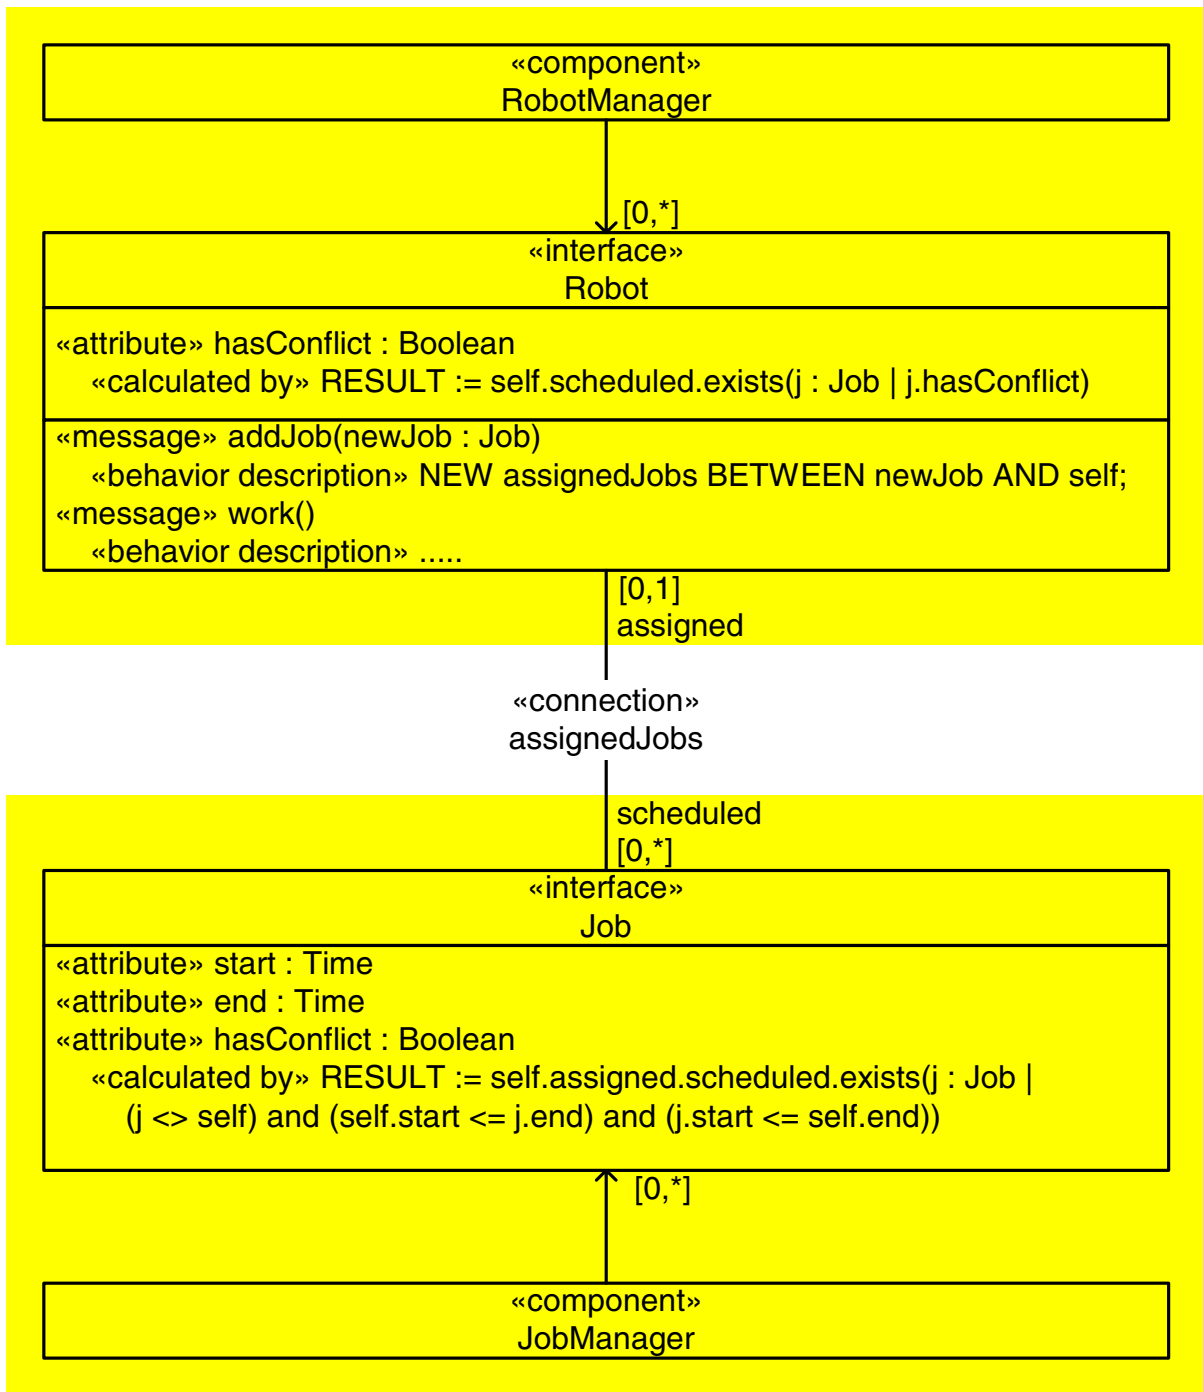 «component»
RobotManager
[0,*]
«interface»
Robot
«attribute» hasConflict : Boolean
«calculated by» RESULT := self.scheduled.exists(j : Job | j.hasConflict)
«message» addJob(newJob : Job)
«behavior description» NEW assignedJobs BETWEEN newJob AND self;
«message» work()
«behavior description» .....
[0,1]
assigned
«connection»
assignedJobs
scheduled
[0,*]
«interface»
Job
«attribute» start : Time
«attribute» end : Time
«attribute» hasConflict : Boolean
«calculated by» RESULT := self.assigned.scheduled.exists(j : Job |
(j <> self) and (self.start <= j.end) and (j.start <= self.end))
[0,*]
«component»
JobManager